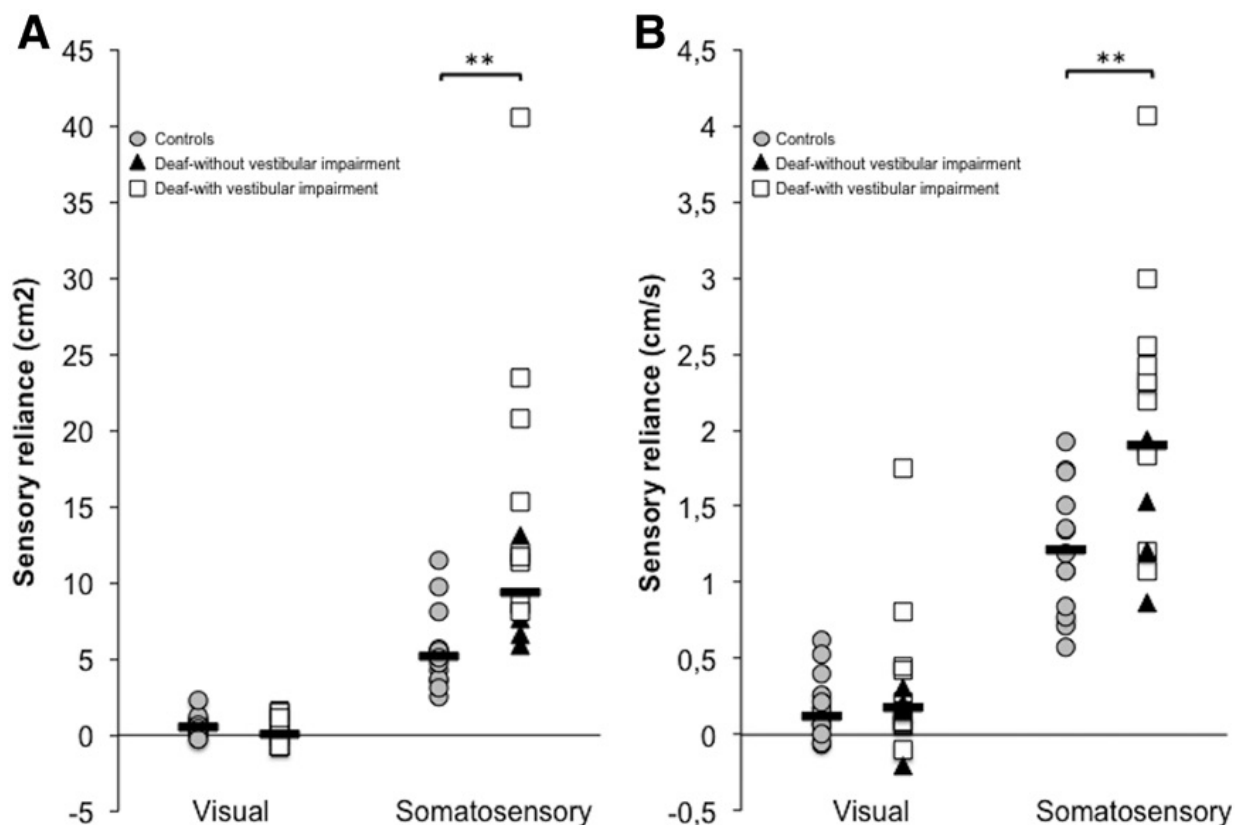 A
45
40
35
30
25
20
15
10
5
0
-5
Sensory reliance (cm2)
**
Controls
Deaf-without vestibular impairment
Deaf-with vestibular impairment
Visual
Somatosensory
B
4,5
4
3,5
3
2,5
2
1,5
1
0,5
0
-0,5
Sensory reliance (cm/s)
**
Controls
Deaf-without vestibular impairment
Deaf-with vestibular impairment
Visual
Somatosensory